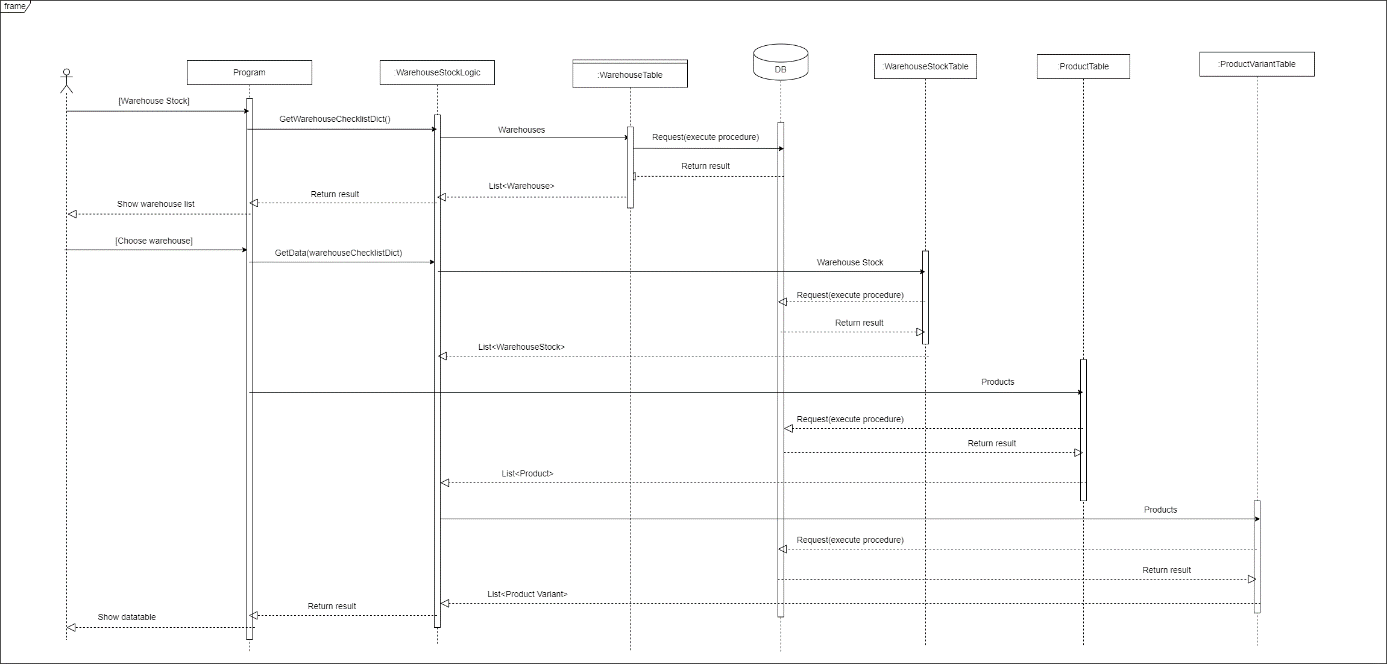 frame
Program
WarehouseStockLogic
:WarehouseTable
DB
:WarehouseStockTable
:ProductTable
:ProductVariantTable
[Warehouse Stock]
GetWarehouseChecklistDict()
Warehouses
Request(execute procedure)
Return result
List<Warehouse>
Return result
Show warehouse list
[Choose warehouse]
GetData(warehouseChecklistDict)
Warehouse Stock
Request(execute procedure)
Return result
List<WarehouseStock>
Products
Request(execute procedure)
Return result
List<Product>
Products
Request(execute procedure)
Return result
List<Product Variant>
Return result
Show datatable